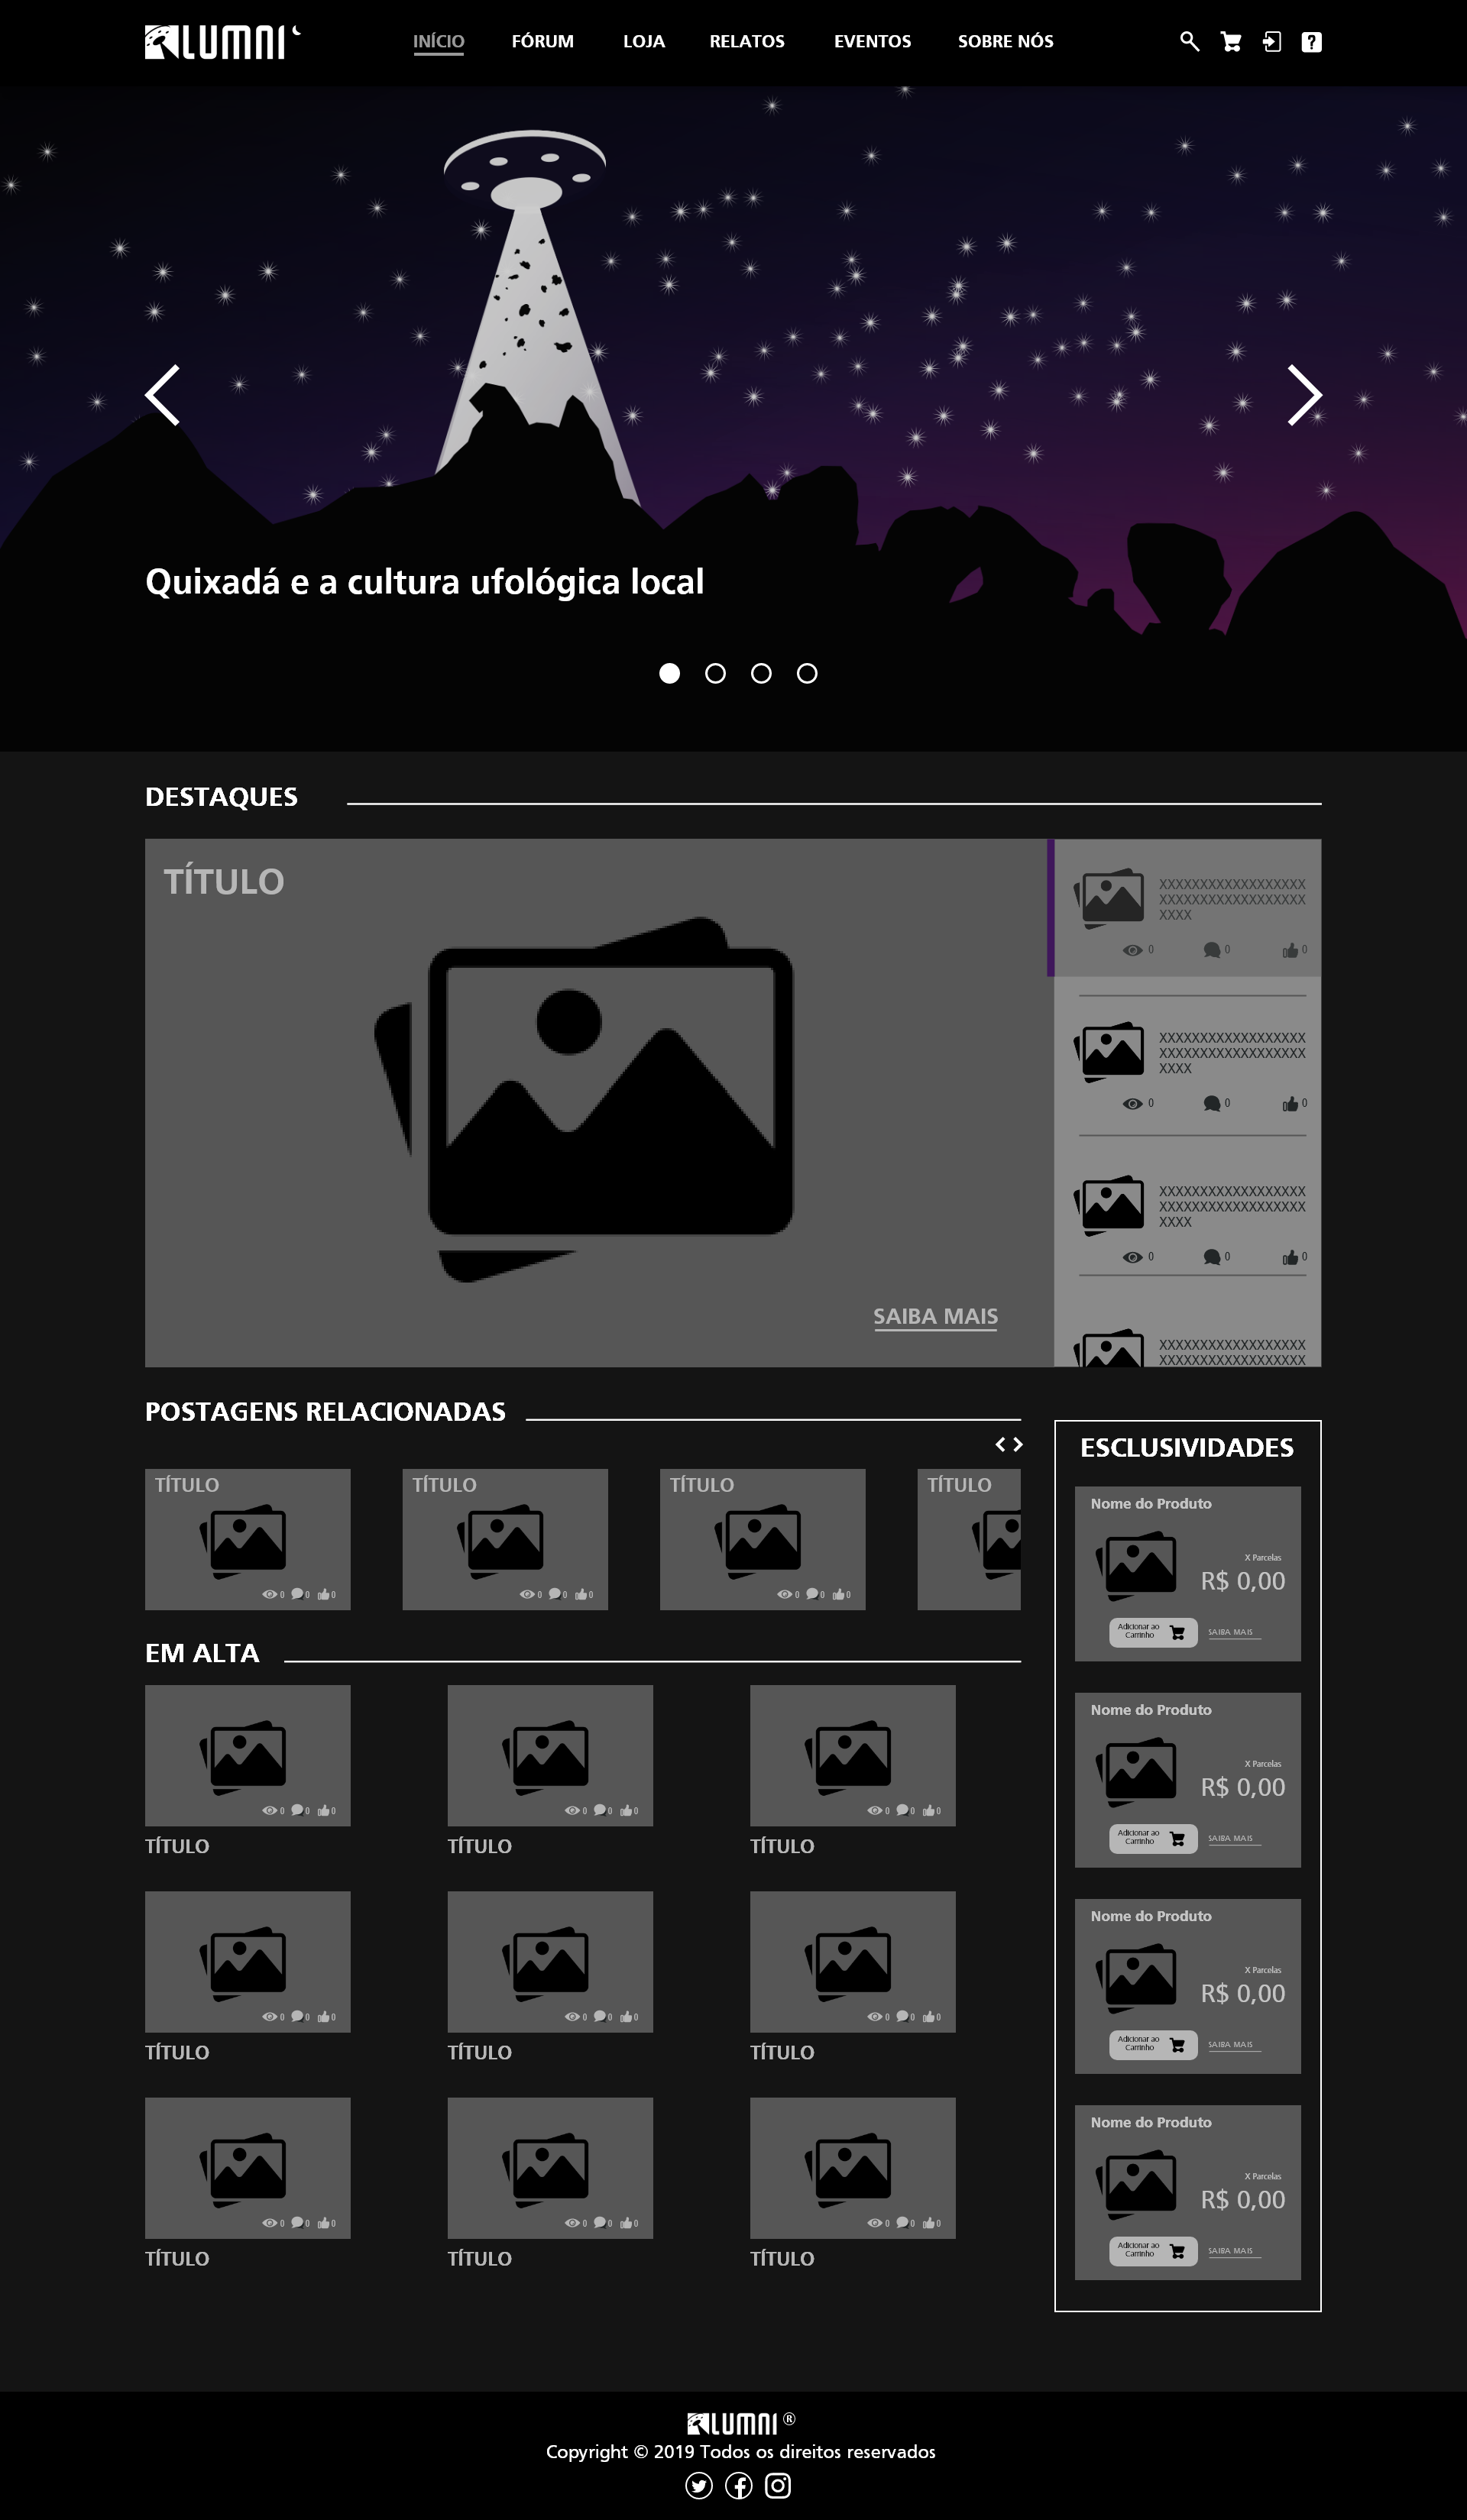 LUMNI
INÍCIO FÓRUM LOJA RELATOS EVENTOS SOBRE NÓS
?
Quixadá e a cultura ufológica local
DESTAQUES
TÍTULO
SAIBA MAIS
XXXXXXXXXXXXXXXXXX
XXXXXXXXXXXXXXXXXX
XXXX
0 0 0
XXXXXXXXXXXXXXXXXX
XXXXXXXXXXXXXXXXXX
XXXX
0 0 0
XXXXXXXXXXXXXXXXXX
XXXXXXXXXXXXXXXXXX
XXXX
0 0 0
XXXXXXXXXXXXXXXXXX
XXXXXXXXXXXXXXXXXX
POSTAGENS RELACIONADAS
TÍTULO TÍTULO TÍTULO TÍTULO
0 0 0 0 0 0 0 0 0
EM ALTA
0 0 0 0 0 0 0 0 0
TÍTULO TÍTULO TÍTULO
0 0 0 0 0 0 0 0 0
TÍTULO TÍTULO TÍTULO
0 0 0 0 0 0 0 0 0
TÍTULO TÍTULO TÍTULO
ESCLUSIVIDADES
Nome do Produto
X Parcelas
R$ 0,00
Adicionar ao
Carrinho
SAIBA MAIS
Nome do Produto
X Parcelas
R$ 0,00
Adicionar ao
Carrinho
SAIBA MAIS
Nome do Produto
X Parcelas
R$ 0,00
Adicionar ao
Carrinho
SAIBA MAIS
Nome do Produto
X Parcelas
R$ 0,00
Adicionar ao
Carrinho
SAIBA MAIS
LUMNI ®
Copyright © 2019 Todos os direitos reservados